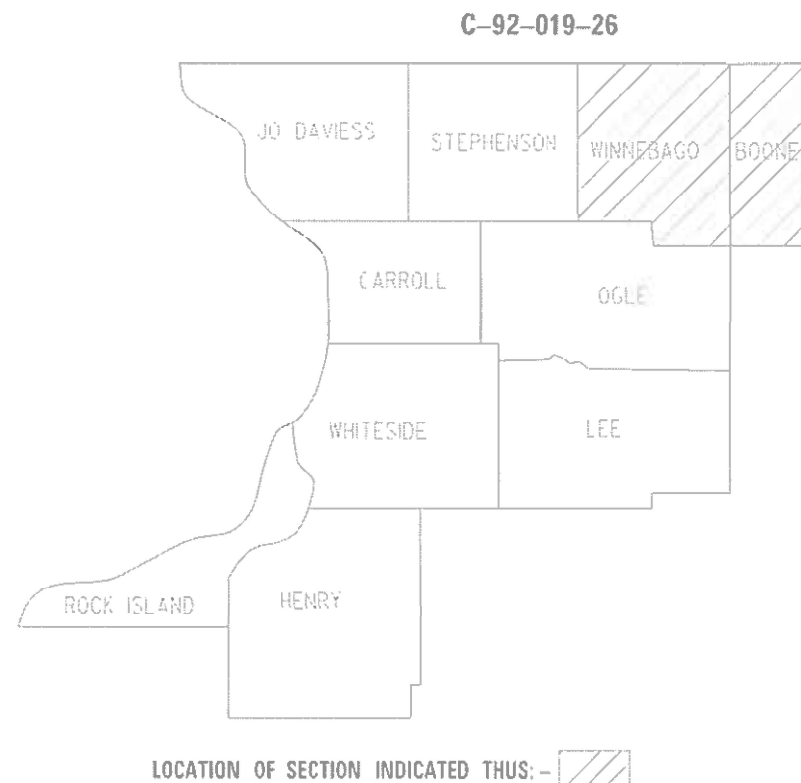 C-92-019-26
JO DAVIESS
STEPHENSON
WINNEBAGO
BOONE
CARROLL
OGLE
WHITESIDE
LEE
ROCK ISLAND
HENRY
LOCATION OF SECTION INDICATED THUS: -